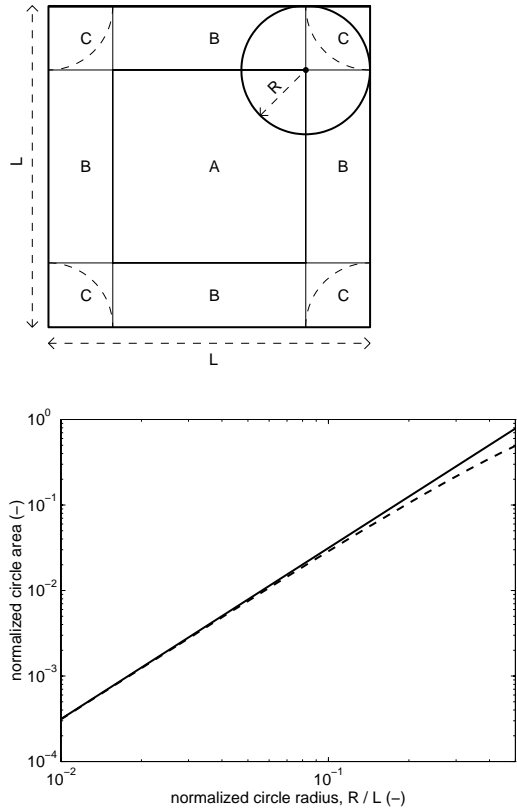 C B C
R
L B A B
C B C
L
10^0
10^-1
10^-2
10^-3
10^-4
normalized circle area (−)
10^-2 10^-1
normalized circle radius, R / L (−)